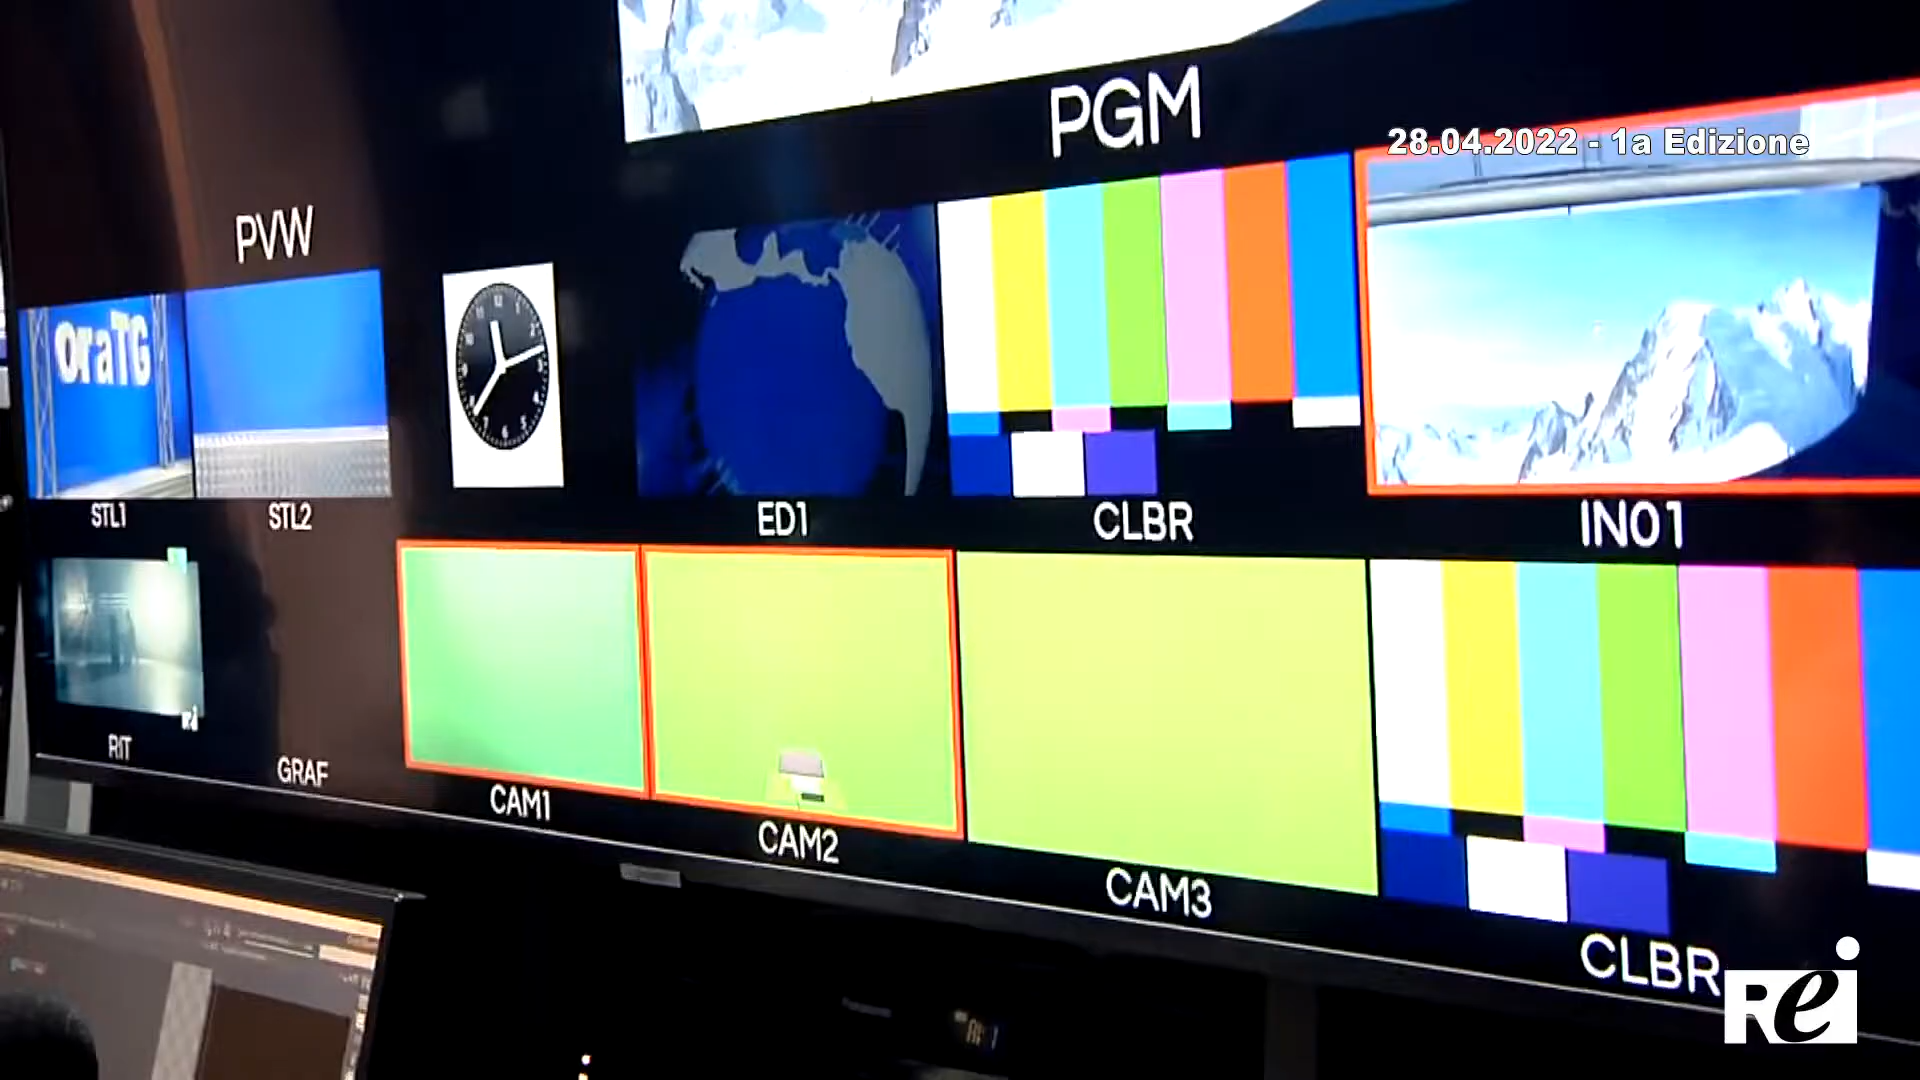 PGM
28.04.2022 - 1a Edizione
PVW
OraTG
STL1
STL2
ED1
CLBR
IN01
RIT
GRAF
CAM1
CAM2
CAM3
CLBR
Rei